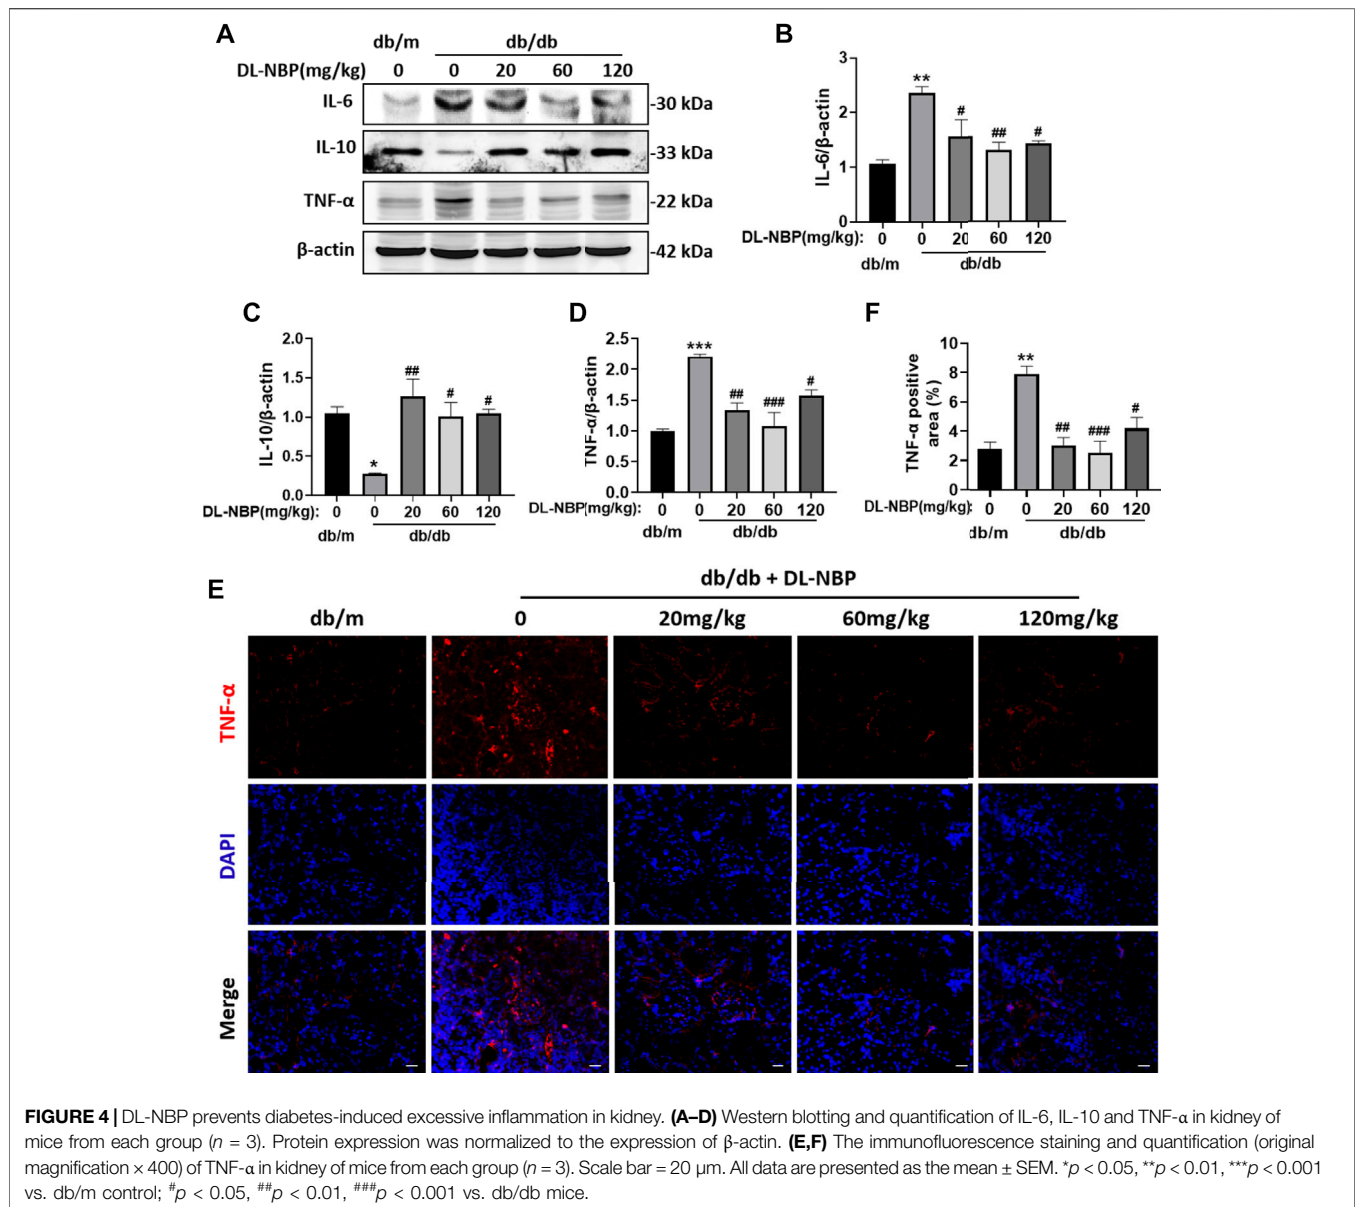 A
db/m db/db
DL-NBP(mg/kg) 0 0 20 60 120
IL-6 -30 kDa
IL-10 -33 kDa
TNF-α -22 kDa
β-actin -42 kDa
B
IL-6/β-actin
3
2
1
0
** # ## #
DL-NBP(mg/kg): 0 0 20 60 120
db/m db/db
C
IL-10/β-actin
2.0
1.5
1.0
0.5
0.0
* ## # #
DL-NBP(mg/kg): 0 0 20 60 120
db/m db/db
D
TNF-α/β-actin
2.5
2.0
1.5
1.0
0.5
0.0
*** ## ### #
DL-NBP(mg/kg): 0 0 20 60 120
db/m db/db
F
TNF-α positive
area (%)
10
8
6
4
2
0
** ## ### #
DL-NBP(mg/kg): 0 0 20 60 120
db/m db/db
E
db/db + DL-NBP
db/m 0 20mg/kg 60mg/kg 120mg/kg
TNF-α
DAPI
Merge
FIGURE 4 | DL-NBP prevents diabetes-induced excessive inflammation in kidney. (A–D) Western blotting and quantification of IL-6, IL-10 and TNF-α in kidney of
mice from each group (n = 3). Protein expression was normalized to the expression of β-actin. (E,F) The immunofluorescence staining and quantification (original
magnification × 400) of TNF-α in kidney of mice from each group (n = 3). Scale bar = 20 μm. All data are presented as the mean ± SEM. *p < 0.05, **p < 0.01, ***p < 0.001
vs. db/m control; #p < 0.05, ##p < 0.01, ###p < 0.001 vs. db/db mice.